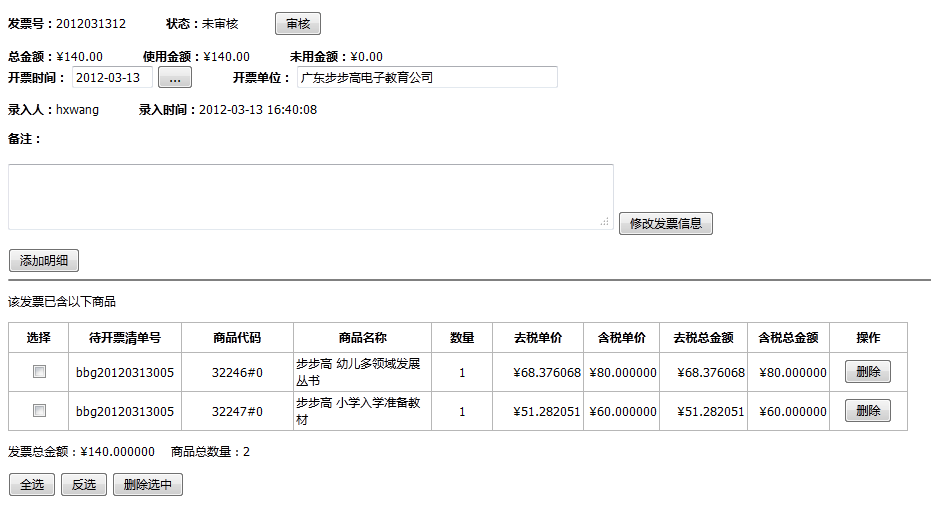 发票号：2012031312 状态：未审核 审核
总金额：¥140.00 使用金额：¥140.00 未用金额：¥0.00
开票时间： 2012-03-13 ... 开票单位： 广东步步高电子教育公司
录入人：hxwang 录入时间：2012-03-13 16:40:08
备注：
修改发票信息
添加明细
该发票已含以下商品
选择 待开票清单号 商品代码 商品名称 数量 去税单价 含税单价 去税总金额 含税总金额 操作
bbg20120313005 32246#0 步步高 幼儿多领域发展丛书 1 ¥68.376068 ¥80.000000 ¥68.376068 ¥80.000000 删除
bbg20120313005 32247#0 步步高 小学入学准备教材 1 ¥51.282051 ¥60.000000 ¥51.282051 ¥60.000000 删除
发票总金额：¥140.000000 商品总数量：2
全选 反选 删除选中